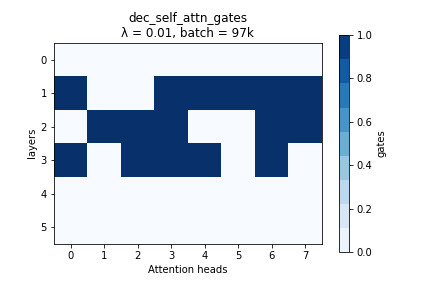 dec_self_attn_gates
λ = 0.01, batch = 97k
layers
0
1
2
3
4
5
0 1 2 3 4 5 6 7
Attention heads
1.0
0.8
0.6
0.4
0.2
0.0
gates